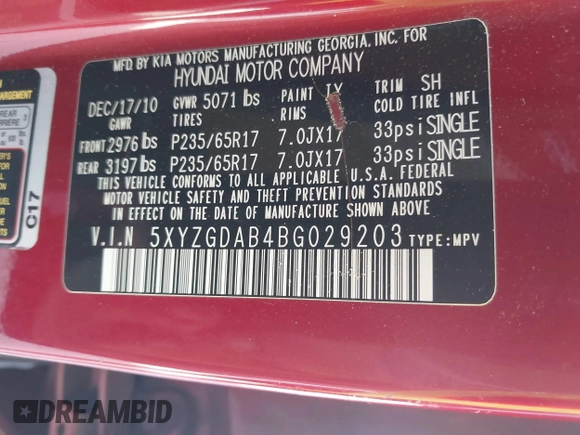 MFD. BY KIA MOTORS MANUFACTURING GEORGIA, INC. FOR
HYUNDAI MOTOR COMPANY
DEC/17/10 GVWR 5071 lbs PAINT TRIM SH
GAWR TIRES RIMS COLD TIRE INFL
FRONT 2976 lbs P235/65R17 7.0JX17 33psi SINGLE
REAR 3197 lbs P235/65R17 7.0JX17 33psi SINGLE
THIS VEHICLE CONFORMS TO ALL APPLICABLE U.S.A. FEDERAL
MOTOR VEHICLE SAFETY AND THEFT PREVENTION STANDARDS
IN EFFECT ON THE DATE OF MANUFACTURE SHOWN ABOVE
V.I.N 5XYZGDAB4BG029203 TYPE:MPV
REAR
C17
DREAMBID